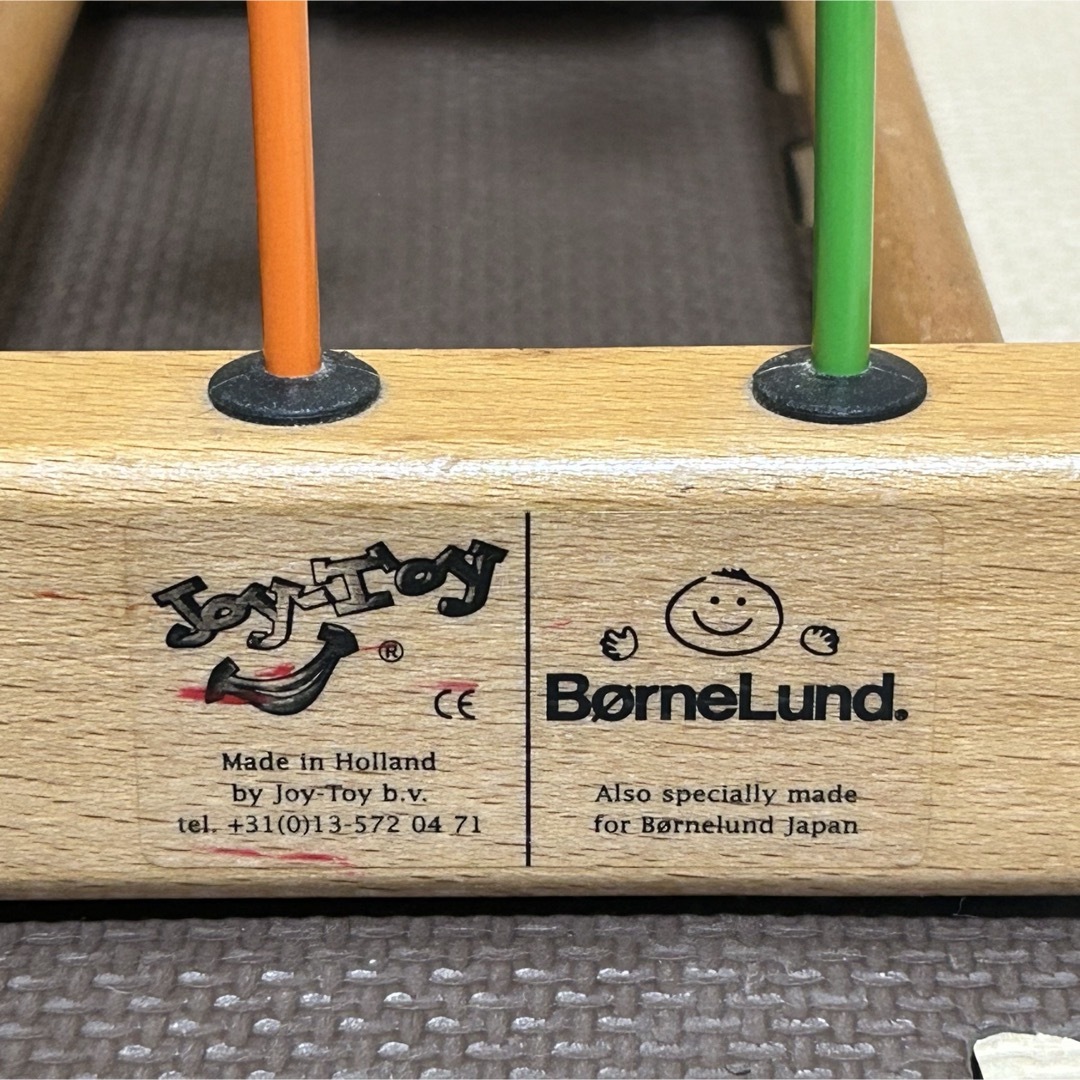 Joy-Toy
®
CE
Made in Holland
by Joy-Toy b.v.
tel. +31(0)13-572 04 71
BørneLund®
Also specially made
for Børnelund Japan